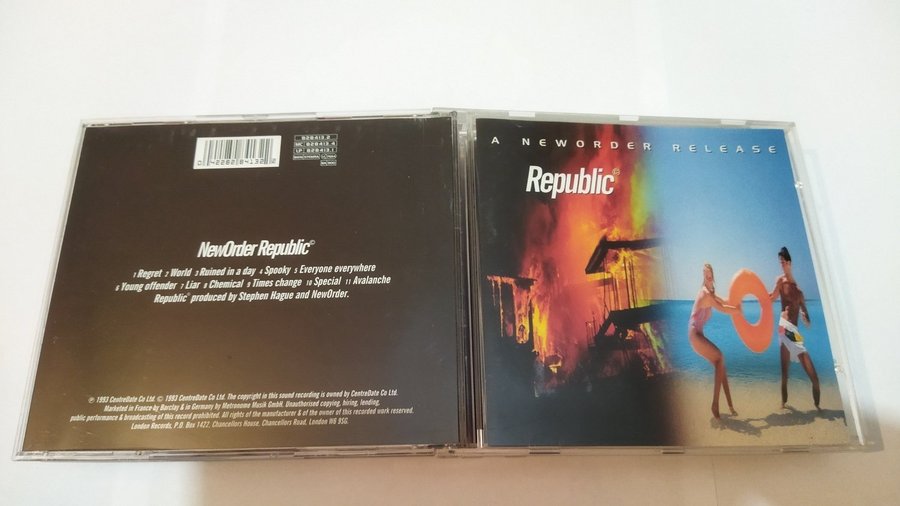 828413.2
MC 828413.4
LP 828413.1
NewOrder Republic©
1 Regret 2 World 3 Ruined in a day 4 Spooky 5 Everyone everywhere
6 Young offender 7 Liar 8 Chemical 9 Times change 10 Special 11 Avalanche
Republic© produced by Stephen Hague and NewOrder.
℗ 1993 CentreDate Co Ltd. © 1993 CentreDate Co Ltd. The copyright in this sound recording is owned by CentreDate Co Ltd.
Marketed in France by Barclay & in Germany by Metronome Musik GmbH. Unauthorised copying, hiring, lending,
public performance & broadcasting of this record prohibited. All rights of the manufacturer & of the owner of this recorded work reserved.
London Records, P.O. Box 1422, Chancellors House, Chancellors Road, London W6 9SG.
A NEWORDER RELEASE
Republic©